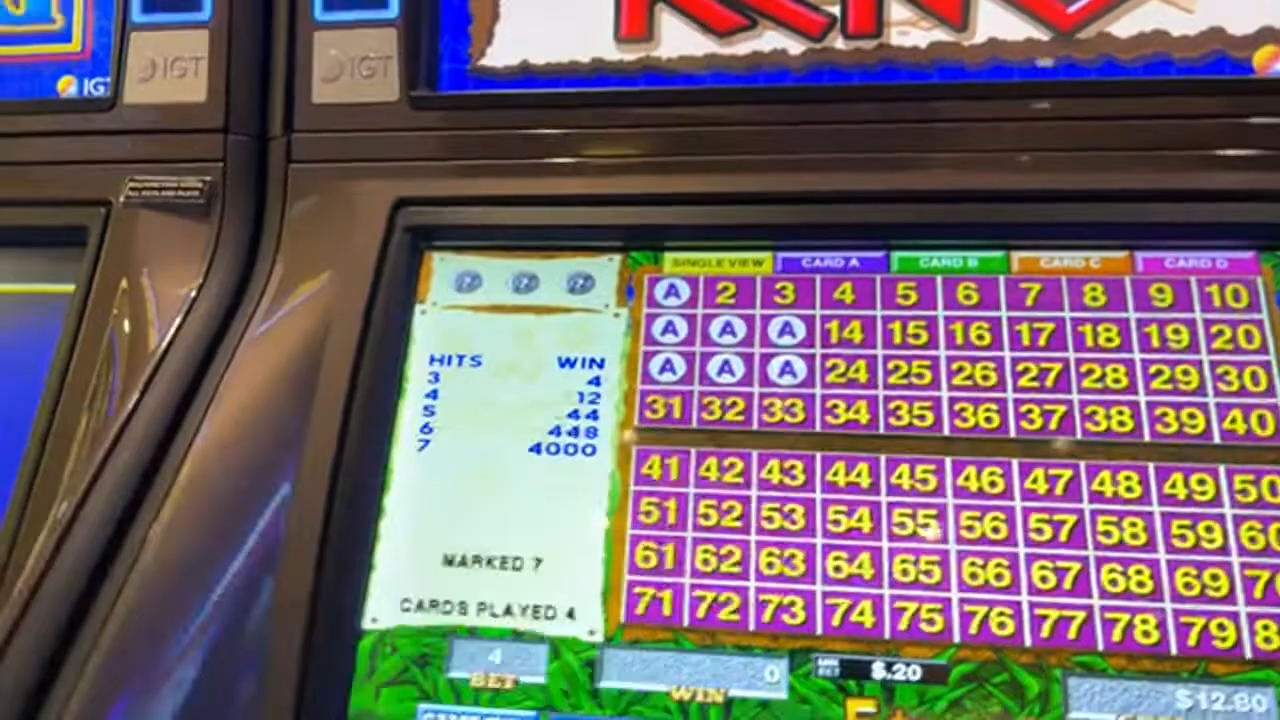 IGT
IGT
IGT
KENO
SINGLE VIEW CARD A CARD B CARD C CARD D
HITS WIN
3 4
4 12
5 44
6 448
7 4000
MARKED 7
CARDS PLAYED 4
A 2 3 4 5 6 7 8 9 10
A A A 14 15 16 17 18 19 20
A A A 24 25 26 27 28 29 30
31 32 33 34 35 36 37 38 39 40
41 42 43 44 45 46 47 48 49 50
51 52 53 54 55 56 57 58 59 60
61 62 63 64 65 66 67 68 69 70
71 72 73 74 75 76 77 78 79 8
4
BET
0
WIN
$.20
$12.80